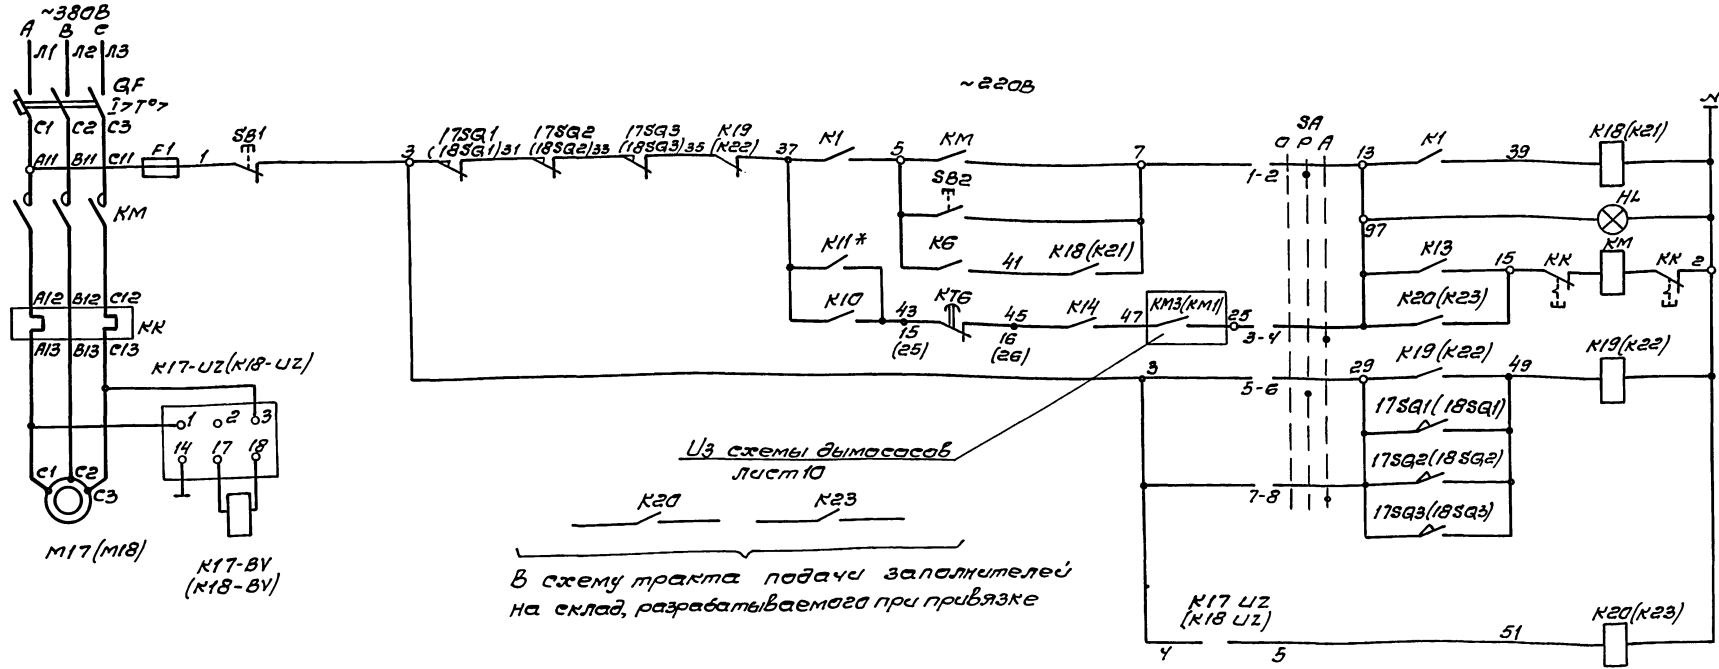 ~380В
А В С
Л1 Л2 Л3
QF
I> T°>
С1 С2 С3
А11 В11 С11
F1
1
SB1
3
17SQ1
(18SQ1)
31
17SQ2
(18SQ2)
33
17SQ3
(18SQ3)
35
К19
(К22)
37
К1
5
КМ
7
~220В
SA
О Р А
1-2
13
К1
39
К18(К21)
N
КМ
SB2
HL
97
К11*
К6
41
К18(К21)
К13
15
КК
КМ
КК
2
К10
43
15
(25)
КТ6
45
16
(26)
К14
47
КМ3(КМ1)
25
3-4
К20(К23)
А12 В12 С12
КК
А13 В13 С13
К17-UZ(К18-UZ)
1 2 3
14 17 18
С1 С2
С3
М17(М18)
К17-BV
(К18-BV)
3
5-6
29
К19(К22)
49
К19(К22)
17SQ1(18SQ1)
17SQ2(18SQ2)
7-8
17SQ3(18SQ3)
Из схемы дымососов
лист 10
К20
К23
В схему тракта подачи заполнителей
на склад, разрабатываемого при привязке
К17 UZ
(К18 UZ)
4
5
51
К20(К23)